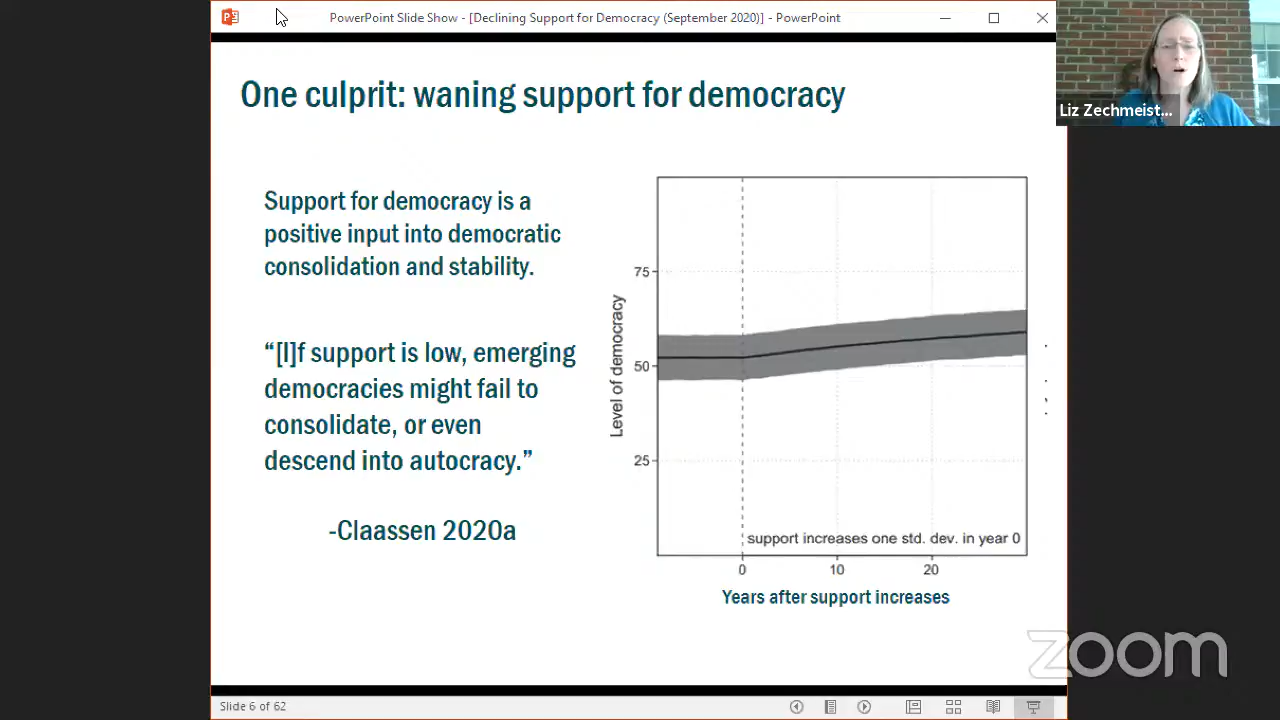 PowerPoint Slide Show - [Declining Support for Democracy (September 2020)] - PowerPoint
Liz Zechmeist...
One culprit: waning support for democracy
Support for democracy is a
positive input into democratic
consolidation and stability.
“[I]f support is low, emerging
democracies might fail to
consolidate, or even
descend into autocracy.”
-Claassen 2020a
Level of democracy
75
50
25
support increases one std. dev. in year 0
0
10
20
Years after support increases
zoom
Slide 6 of 62